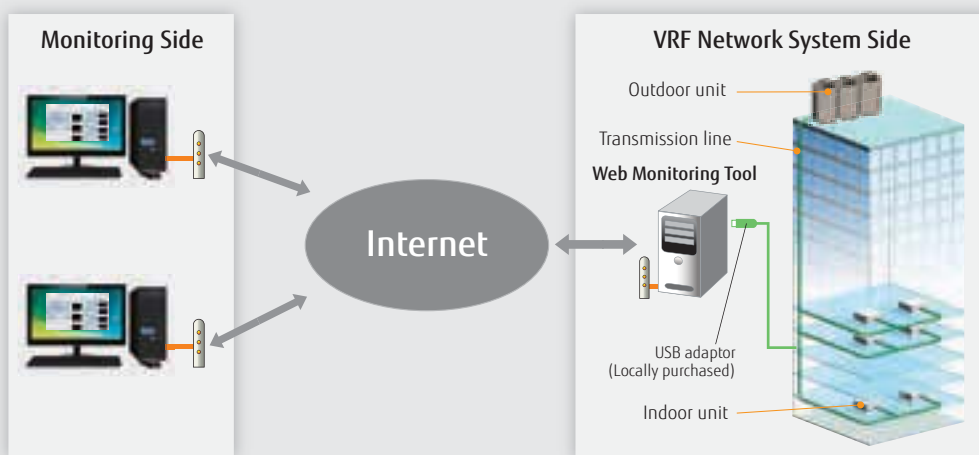 Monitoring Side
VRF Network System Side
Outdoor unit
Transmission line
Web Monitoring Tool
Internet
USB adaptor
(Locally purchased)
Indoor unit